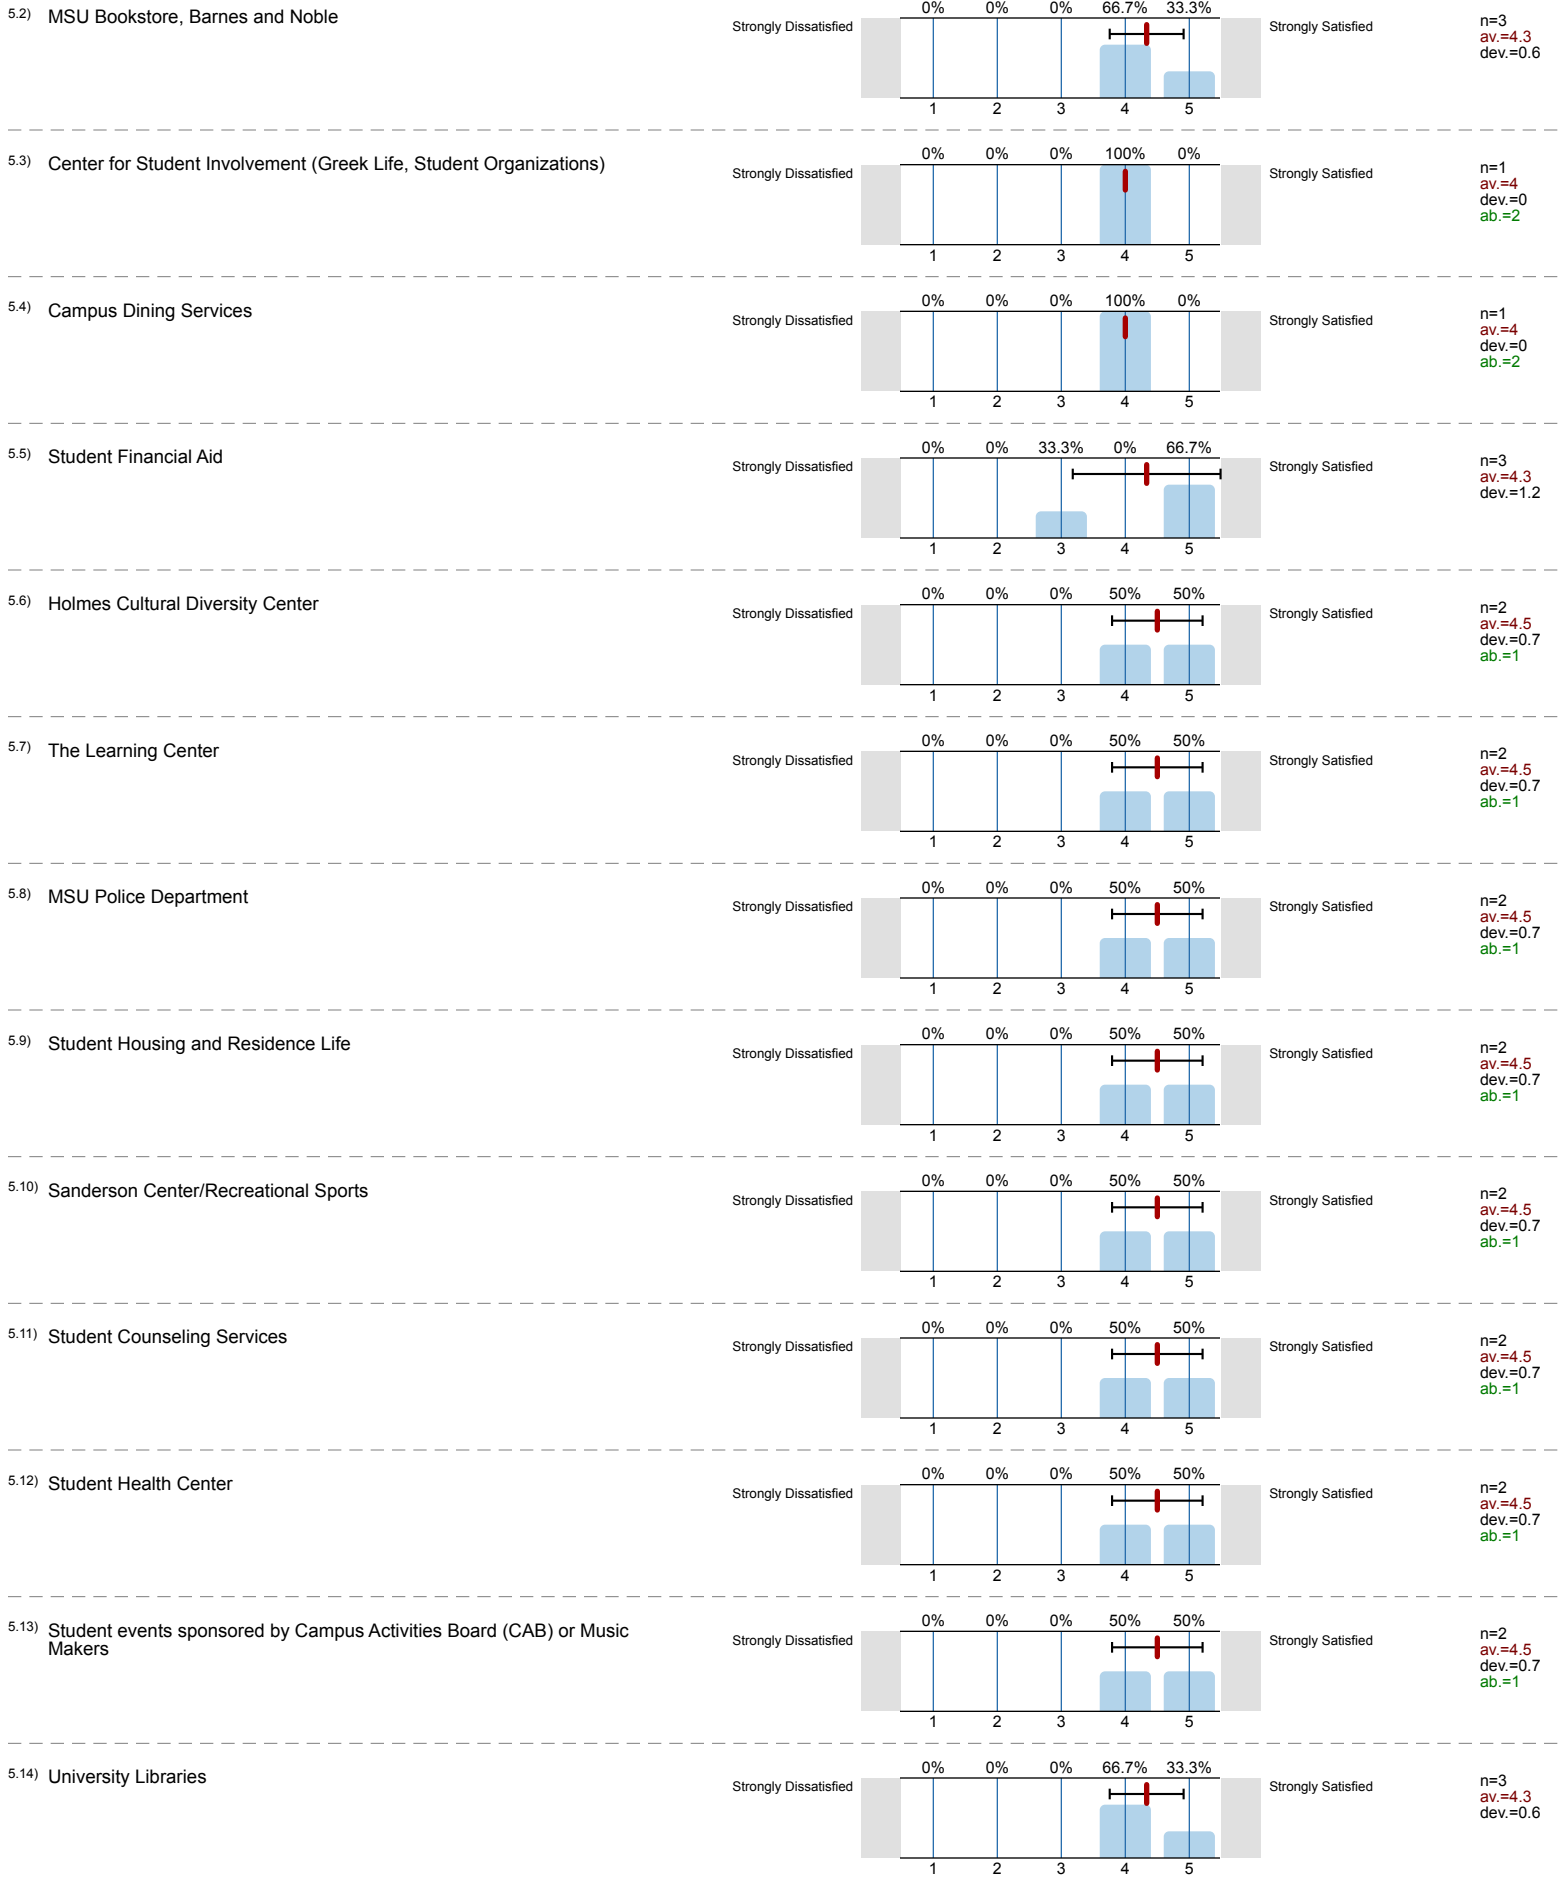 5.2) MSU Bookstore, Barnes and Noble
0% 0% 0% 66.7% 33.3%
Strongly Dissatisfied Strongly Satisfied
n=3
av.=4.3
dev.=0.6
1 2 3 4 5
5.3) Center for Student Involvement (Greek Life, Student Organizations)
0% 0% 0% 100% 0%
Strongly Dissatisfied Strongly Satisfied
n=1
av.=4
dev.=0
ab.=2
1 2 3 4 5
5.4) Campus Dining Services
0% 0% 0% 100% 0%
Strongly Dissatisfied Strongly Satisfied
n=1
av.=4
dev.=0
ab.=2
1 2 3 4 5
5.5) Student Financial Aid
0% 0% 33.3% 0% 66.7%
Strongly Dissatisfied Strongly Satisfied
n=3
av.=4.3
dev.=1.2
1 2 3 4 5
5.6) Holmes Cultural Diversity Center
0% 0% 0% 50% 50%
Strongly Dissatisfied Strongly Satisfied
n=2
av.=4.5
dev.=0.7
ab.=1
1 2 3 4 5
5.7) The Learning Center
0% 0% 0% 50% 50%
Strongly Dissatisfied Strongly Satisfied
n=2
av.=4.5
dev.=0.7
ab.=1
1 2 3 4 5
5.8) MSU Police Department
0% 0% 0% 50% 50%
Strongly Dissatisfied Strongly Satisfied
n=2
av.=4.5
dev.=0.7
ab.=1
1 2 3 4 5
5.9) Student Housing and Residence Life
0% 0% 0% 50% 50%
Strongly Dissatisfied Strongly Satisfied
n=2
av.=4.5
dev.=0.7
ab.=1
1 2 3 4 5
5.10) Sanderson Center/Recreational Sports
0% 0% 0% 50% 50%
Strongly Dissatisfied Strongly Satisfied
n=2
av.=4.5
dev.=0.7
ab.=1
1 2 3 4 5
5.11) Student Counseling Services
0% 0% 0% 50% 50%
Strongly Dissatisfied Strongly Satisfied
n=2
av.=4.5
dev.=0.7
ab.=1
1 2 3 4 5
5.12) Student Health Center
0% 0% 0% 50% 50%
Strongly Dissatisfied Strongly Satisfied
n=2
av.=4.5
dev.=0.7
ab.=1
1 2 3 4 5
5.13) Student events sponsored by Campus Activities Board (CAB) or Music
Makers
0% 0% 0% 50% 50%
Strongly Dissatisfied Strongly Satisfied
n=2
av.=4.5
dev.=0.7
ab.=1
1 2 3 4 5
5.14) University Libraries
0% 0% 0% 66.7% 33.3%
Strongly Dissatisfied Strongly Satisfied
n=3
av.=4.3
dev.=0.6
1 2 3 4 5